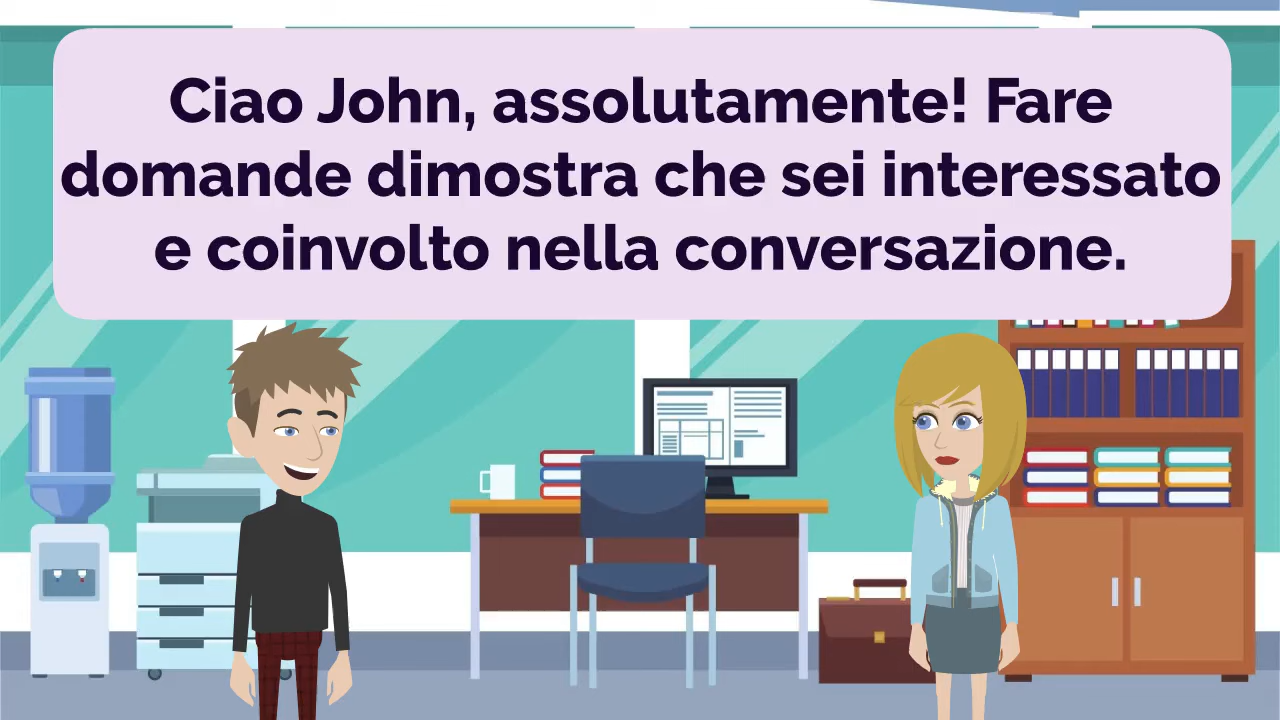 Ciao John, assolutamente! Fare
domande dimostra che sei interessato
e coinvolto nella conversazione.